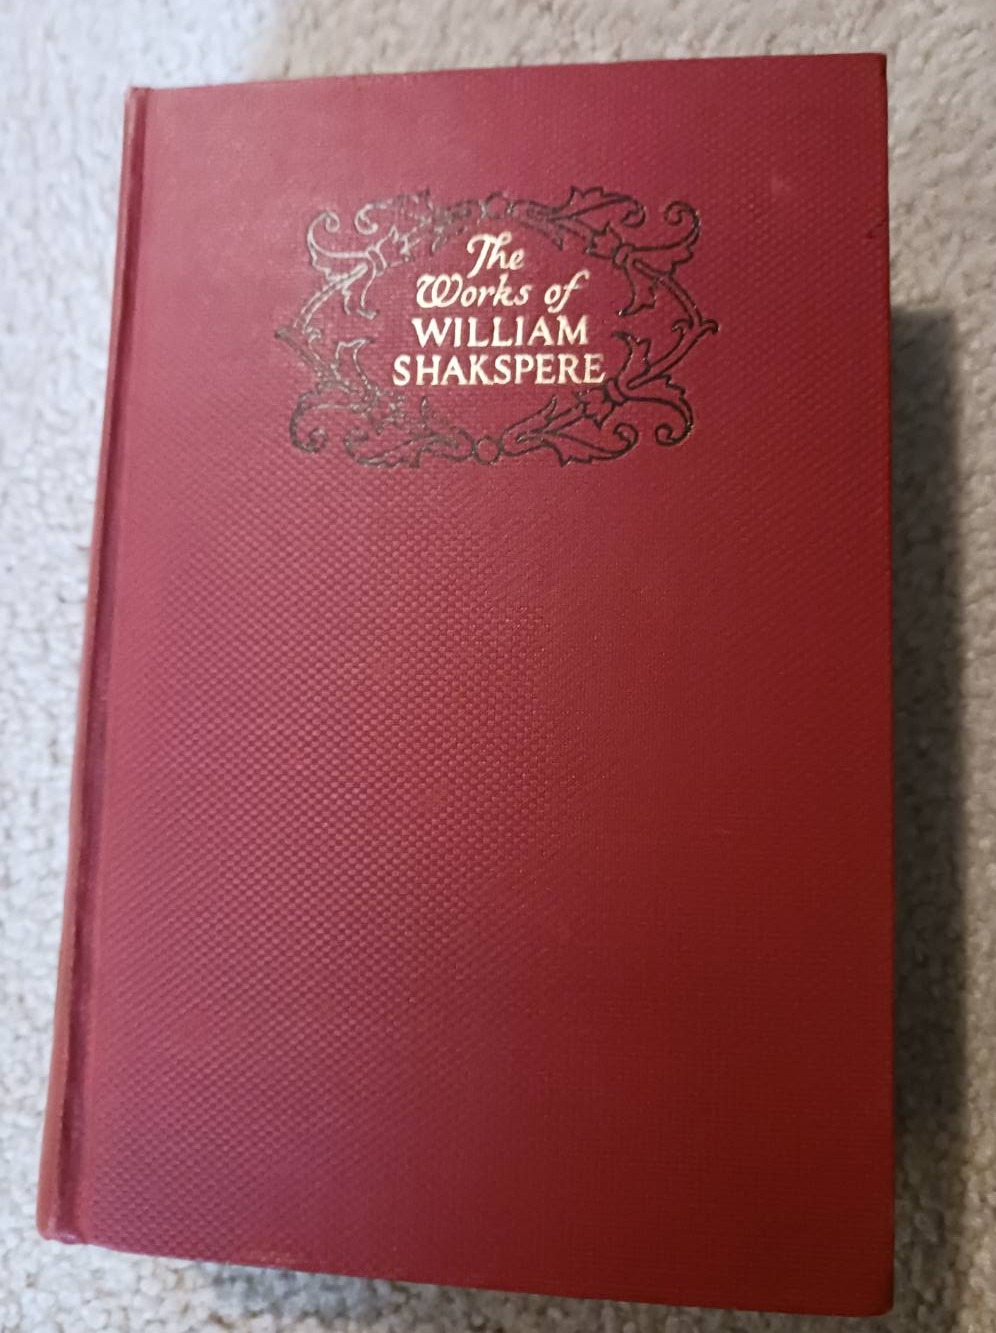 The
Works of
WILLIAM
SHAKSPERE